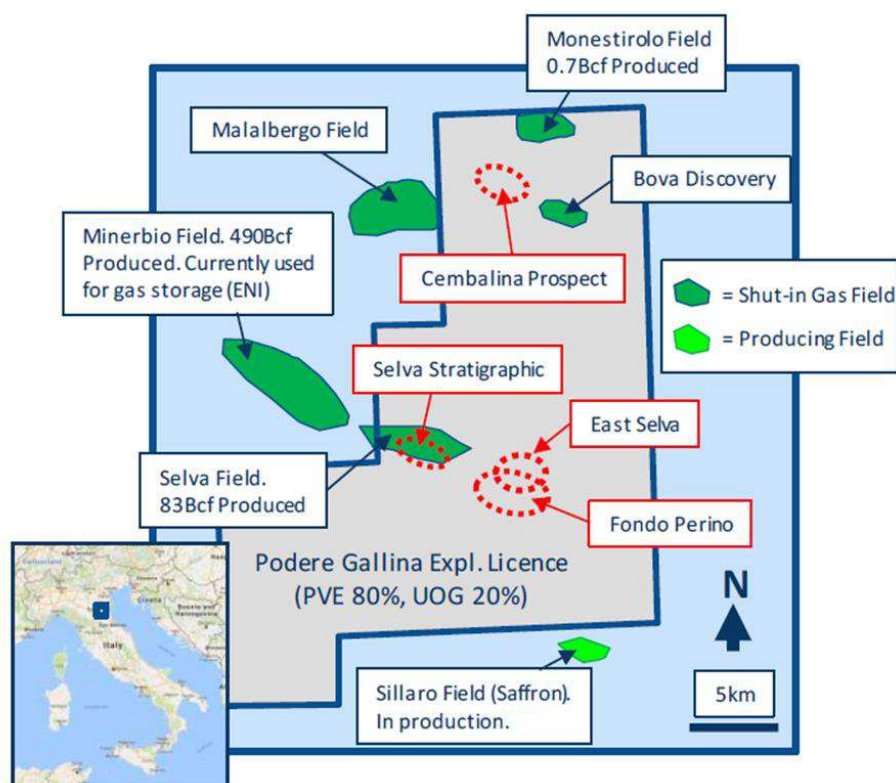 Monestirolo Field
0.7Bcf Produced
Malalbergo Field
Bova Discovery
Minerbio Field. 490Bcf
Produced. Currently used
for gas storage (ENI)
Cembalina Prospect
= Shut-in Gas Field
= Producing Field
Selva Stratigraphic
East Selva
Selva Field.
83Bcf Produced
Fondo Perino
Podere Gallina Expl. Licence
(PVE 80%, UOG 20%)
N
Italy
Sillaro Field (Saffron).
In production.
5km